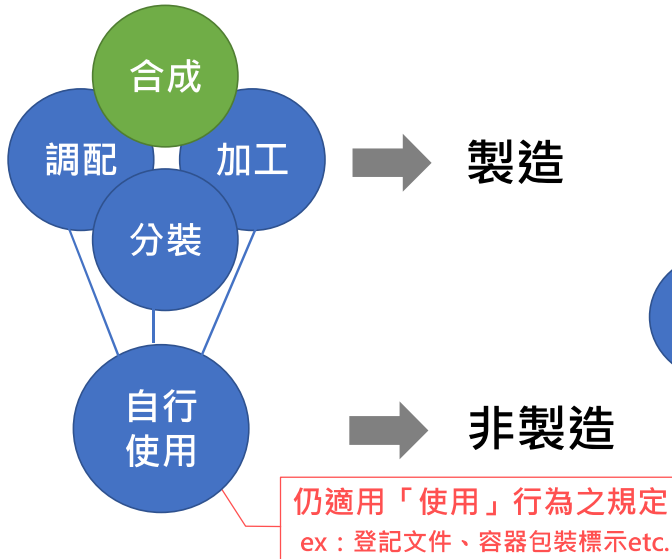 合成
調配
加工
分裝
製造
自行
使用
非製造
仍適用「使用」行為之規定
ex：登記文件、容器包裝標示etc.